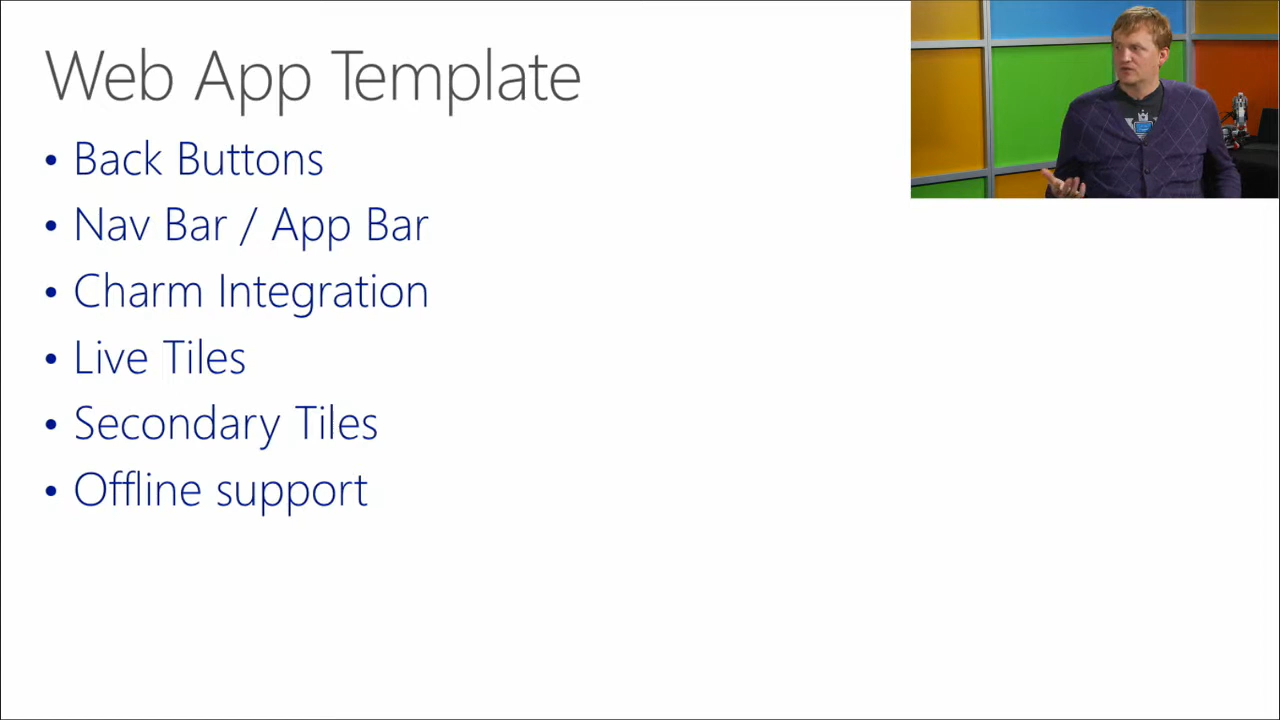 Web App Template
• Back Buttons
• Nav Bar / App Bar
• Charm Integration
• Live Tiles
• Secondary Tiles
• Offline support